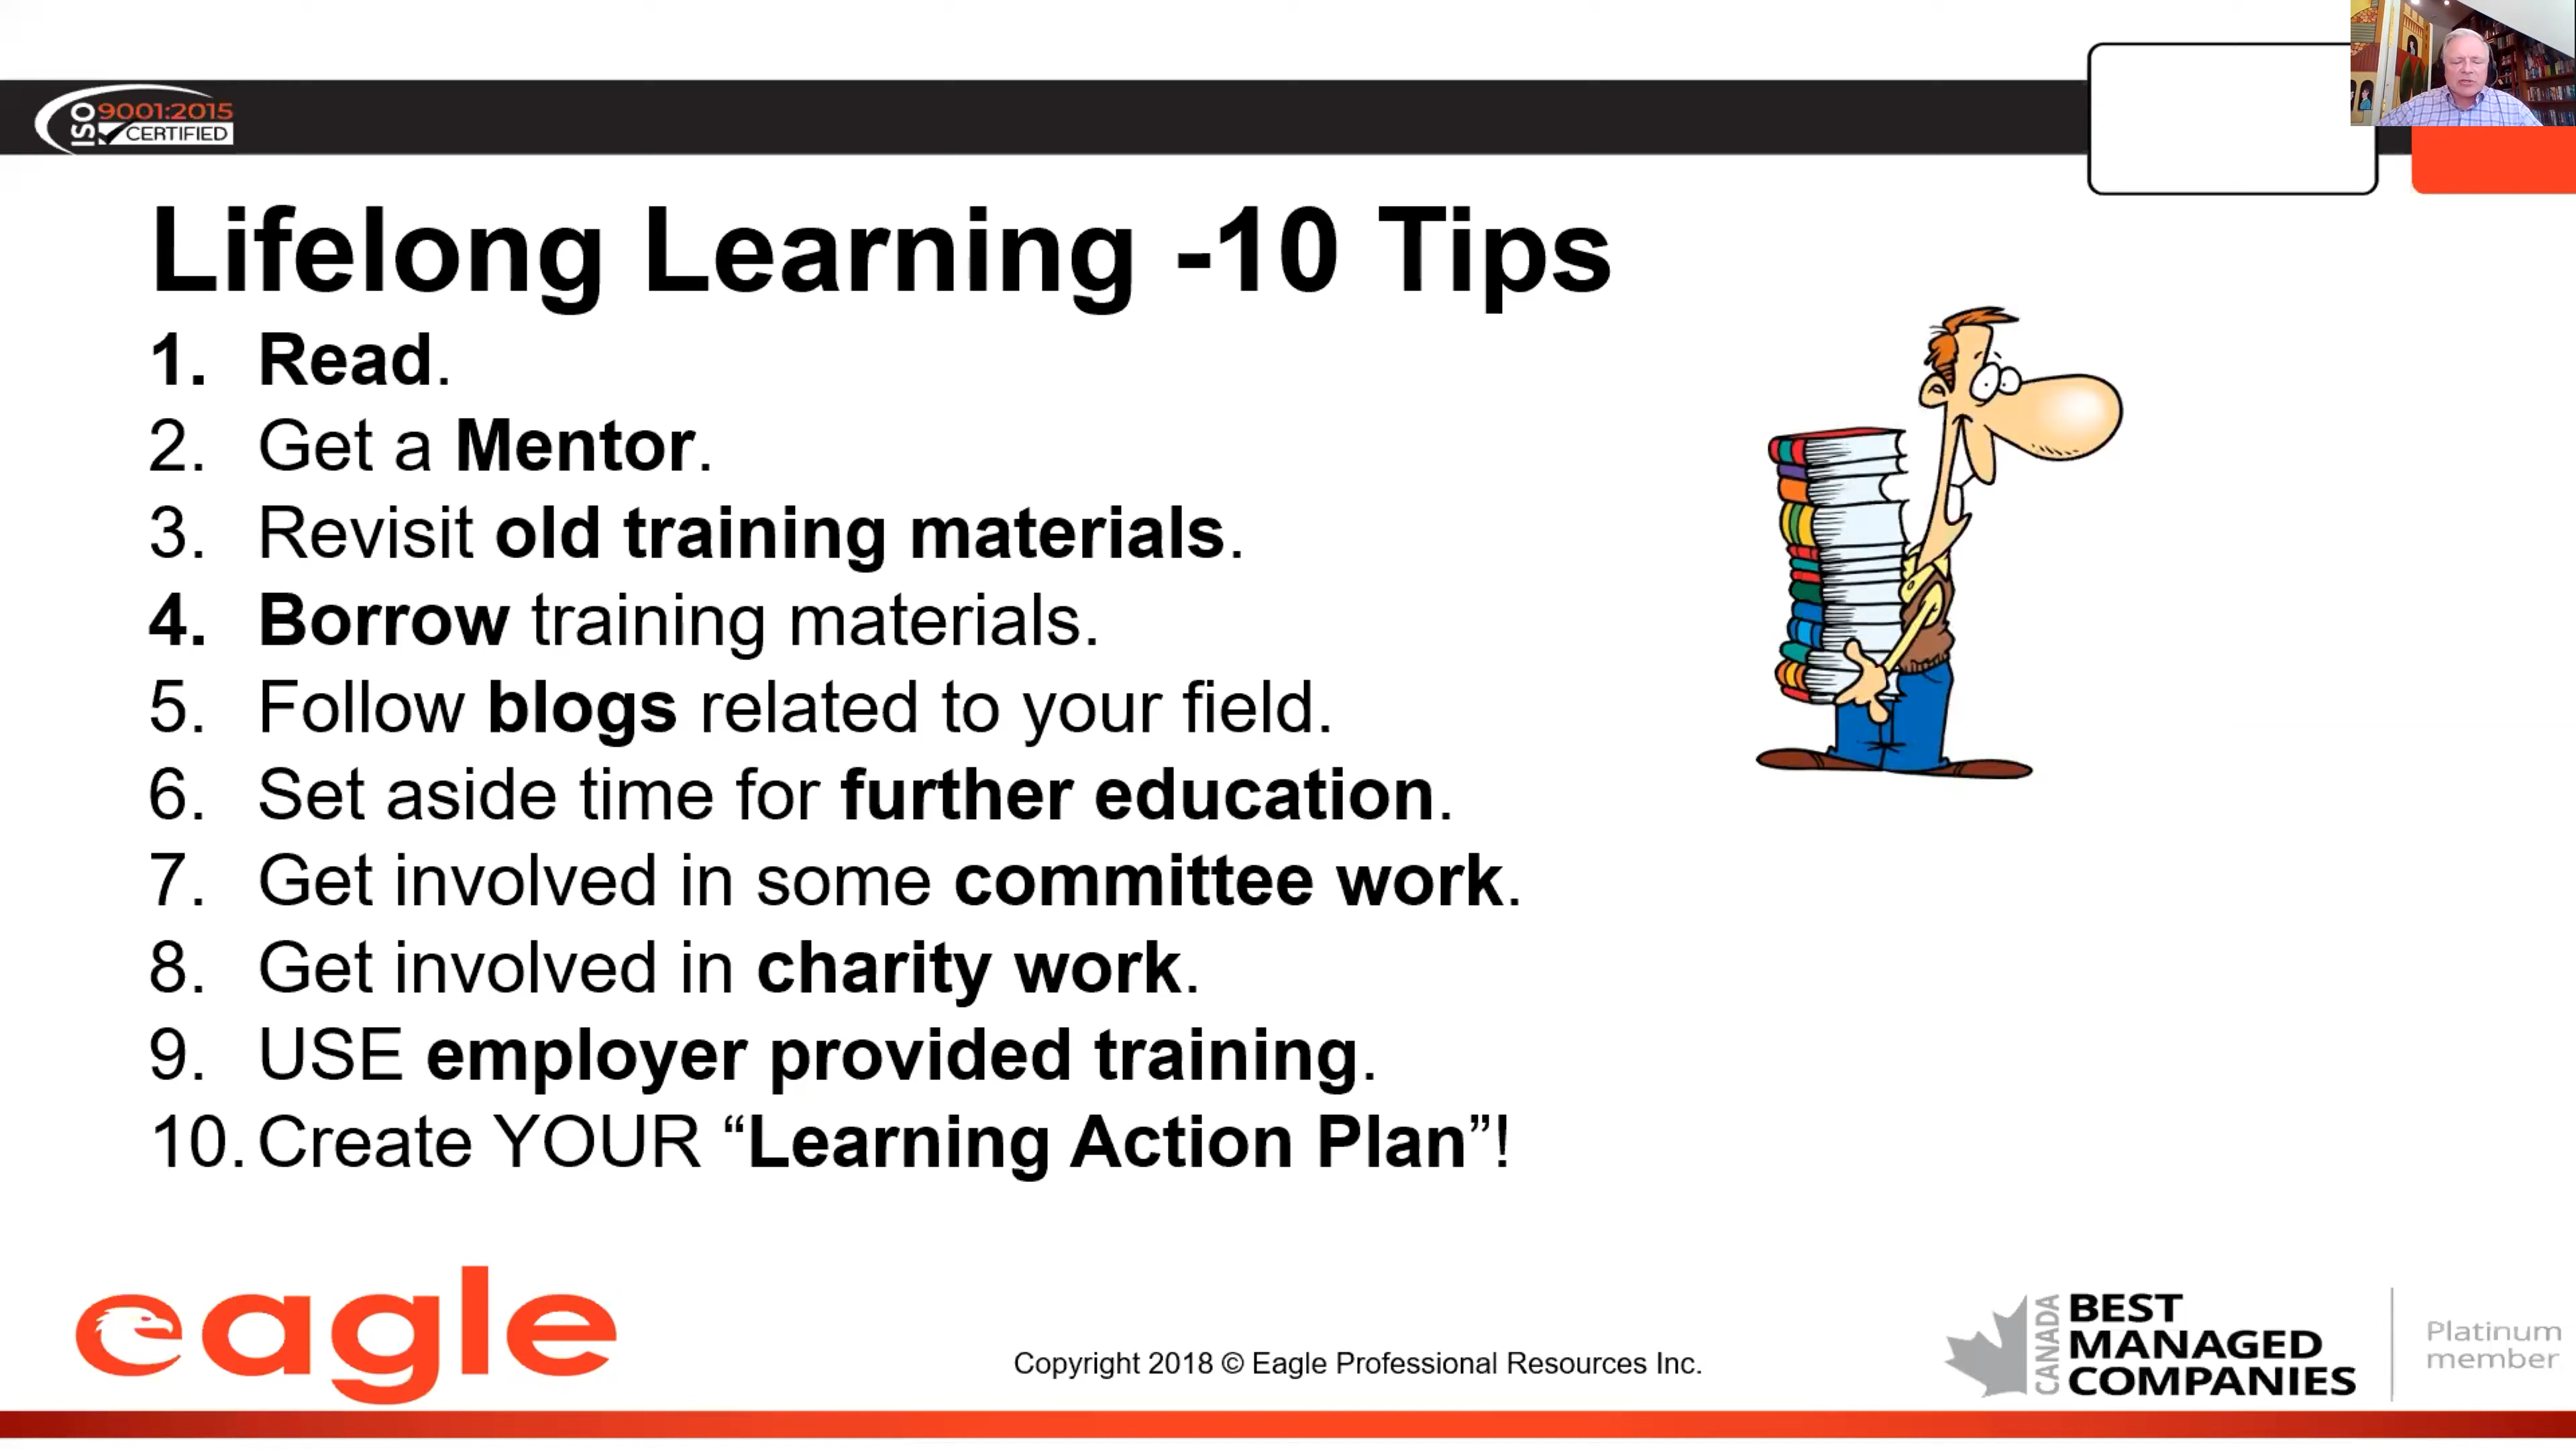 ISO 9001:2015
CERTIFIED
Lifelong Learning -10 Tips
1. Read.
2. Get a Mentor.
3. Revisit old training materials.
4. Borrow training materials.
5. Follow blogs related to your field.
6. Set aside time for further education.
7. Get involved in some committee work.
8. Get involved in charity work.
9. USE employer provided training.
10. Create YOUR “Learning Action Plan”!
eagle
Copyright 2018 © Eagle Professional Resources Inc.
CANADA
BEST
MANAGED
COMPANIES
Platinum
member